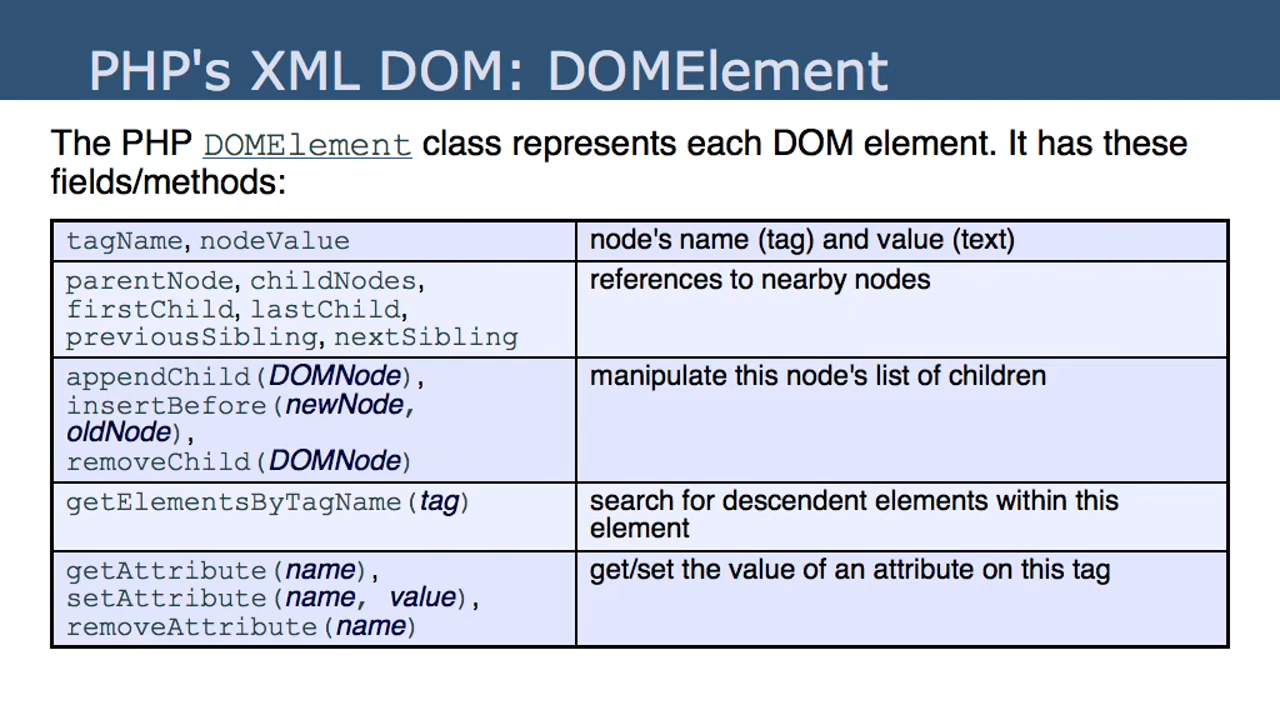 PHP's XML DOM: DOMElement
The PHP DOMElement class represents each DOM element. It has these
fields/methods:
tagName, nodeValue
node's name (tag) and value (text)
parentNode, childNodes,
firstChild, lastChild,
previousSibling, nextSibling
references to nearby nodes
appendChild(DOMNode),
insertBefore(newNode,
oldNode),
removeChild(DOMNode)
manipulate this node's list of children
getElementsByTagName(tag)
search for descendent elements within this
element
getAttribute(name),
setAttribute(name, value),
removeAttribute(name)
get/set the value of an attribute on this tag